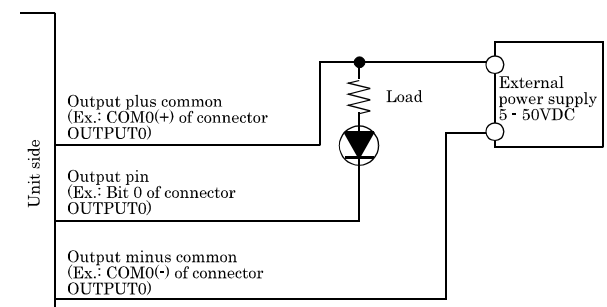 Output plus common
(Ex.: COM0(+) of connector
OUTPUT0)
Load
External
power supply
5 - 50VDC
Unit side
Output pin
(Ex.: Bit 0 of connector
OUTPUT0)
Output minus common
(Ex.: COM0(-) of connector
OUTPUT0)